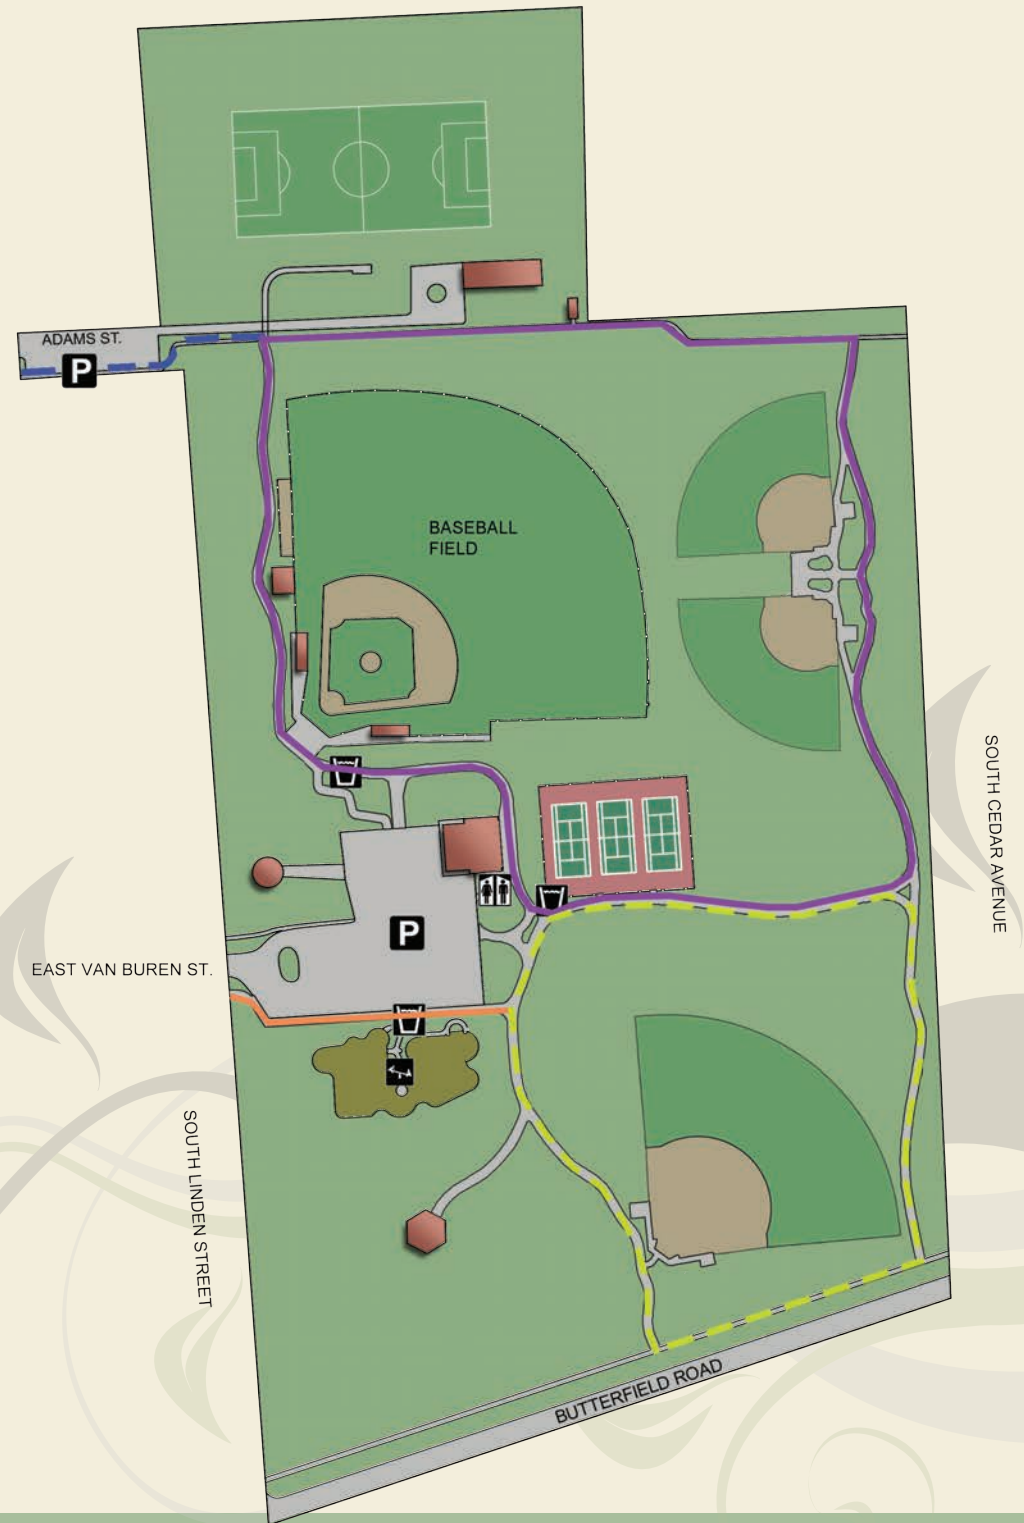 ADAMS ST.
P
BASEBALL
FIELD
SOUTH CEDAR AVENUE
P
EAST VAN BUREN ST.
SOUTH LINDEN STREET
BUTTERFIELD ROAD